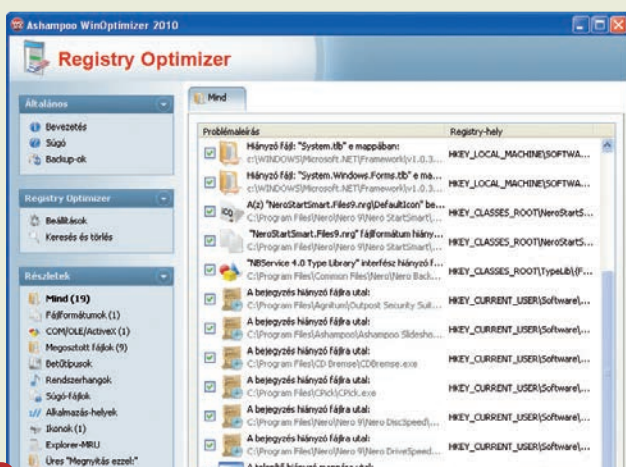 Ashampoo WinOptimizer 2010
Registry Optimizer
Általános
Bevezetés
Súgó
Backup-ok
Registry Optimizer
Beállítások
Keresés és törlés
Részletek
Mind (19)
Fájlformátumok (1)
COM/OLE/ActiveX (1)
Megosztott fájlok (9)
Betűtípusok
Rendszerhangok
Súgó-fájlok
Alkalmazás-helyek
Ikonok (1)
Explorer-MRU
Üres "Megnyitás ezzel:"
Mind
Problémaleírás Registry-hely
Hiányzó fájl: "System.tlb" e mappában:
c:\WINDOWS\Microsoft.NET\Framework\v1.0.3... HKEY_LOCAL_MACHINE\SOFTWA...
Hiányzó fájl: "System.Windows.Forms.tlb" e ma...
c:\WINDOWS\Microsoft.NET\Framework\v1.0.3... HKEY_LOCAL_MACHINE\SOFTWA...
A(z) "NeroStartSmart.Files9.nrg\DefaultIcon" be...
C:\Program Files\Nero\Nero 9\Nero StartSmart\... HKEY_CLASSES_ROOT\NeroStartS...
"NeroStartSmart.Files9.nrg" fájlformátum hiány...
C:\Program Files\Nero\Nero 9\Nero StartSmart\... HKEY_CLASSES_ROOT\NeroStartS...
"NBService 4.0 Type Library" interfész hiányzó f...
C:\Program Files\Common Files\Nero\Nero Back... HKEY_CLASSES_ROOT\TypeLib\{F...
A bejegyzés hiányzó fájlra utal:
C:\Program Files\Agnitum\Outpost Security Suit... HKEY_CURRENT_USER\Software\...
A bejegyzés hiányzó fájlra utal:
C:\Program Files\Ashampoo\Ashampoo Slidesho... HKEY_CURRENT_USER\Software\...
A bejegyzés hiányzó fájlra utal:
C:\Program Files\CD Bremse\CDBremse.exe HKEY_CURRENT_USER\Software\...
A bejegyzés hiányzó fájlra utal:
C:\Program Files\CPick\CPick.exe HKEY_CURRENT_USER\Software\...
A bejegyzés hiányzó fájlra utal:
C:\Program Files\Nero\Nero 9\Nero DiscSpeed\... HKEY_CURRENT_USER\Software\...
A bejegyzés hiányzó fájlra utal:
C:\Program Files\Nero\Nero 9\Nero DriveSpeed... HKEY_CURRENT_USER\Software\...